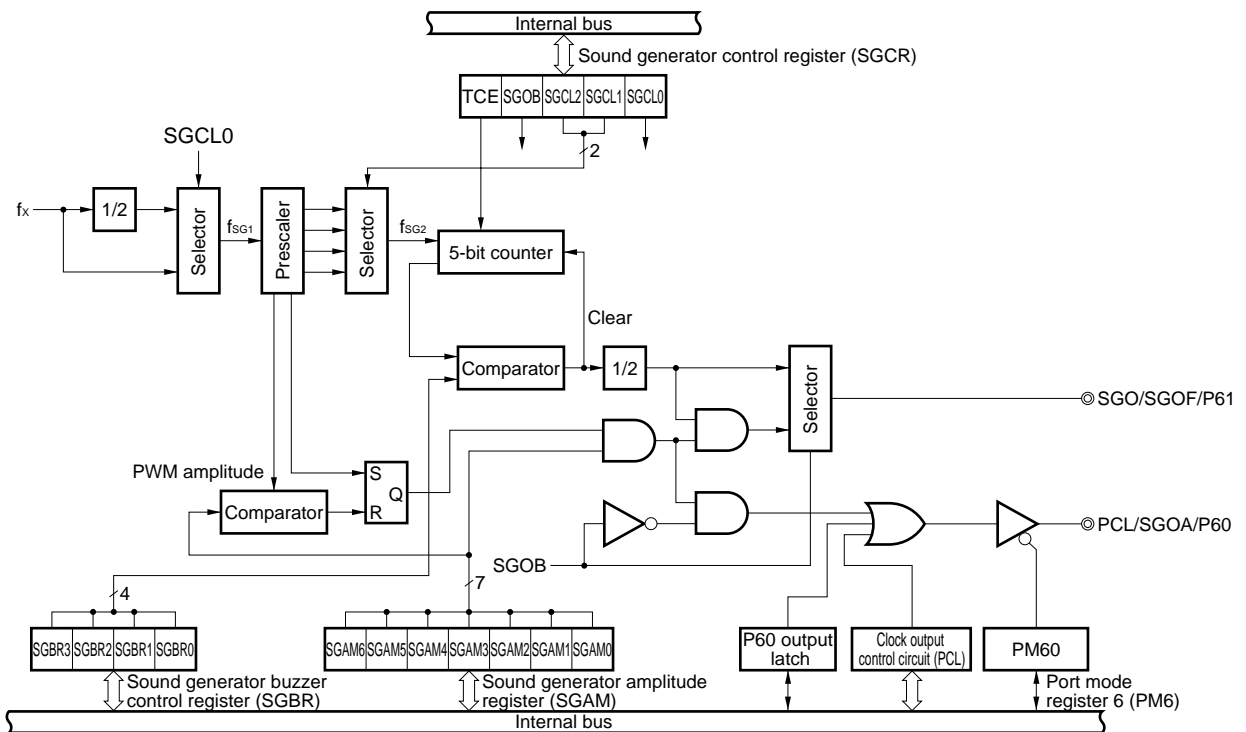 Internal bus
Sound generator control register (SGCR)
TCE SGOB SGCL2 SGCL1 SGCL0
2
SGCL0
fX
1/2
Selector
fSG1
Prescaler
Selector
fSG2
5-bit counter
Clear
Comparator
1/2
Selector
SGO/SGOF/P61
PWM amplitude
S
Q
R
Comparator
PCL/SGOA/P60
SGOB
4
7
SGBR3 SGBR2 SGBR1 SGBR0
SGAM6 SGAM5 SGAM4 SGAM3 SGAM2 SGAM1 SGAM0
P60 output
latch
Clock output
control circuit (PCL)
PM60
Sound generator buzzer
control register (SGBR)
Sound generator amplitude
register (SGAM)
Port mode
register 6 (PM6)
Internal bus